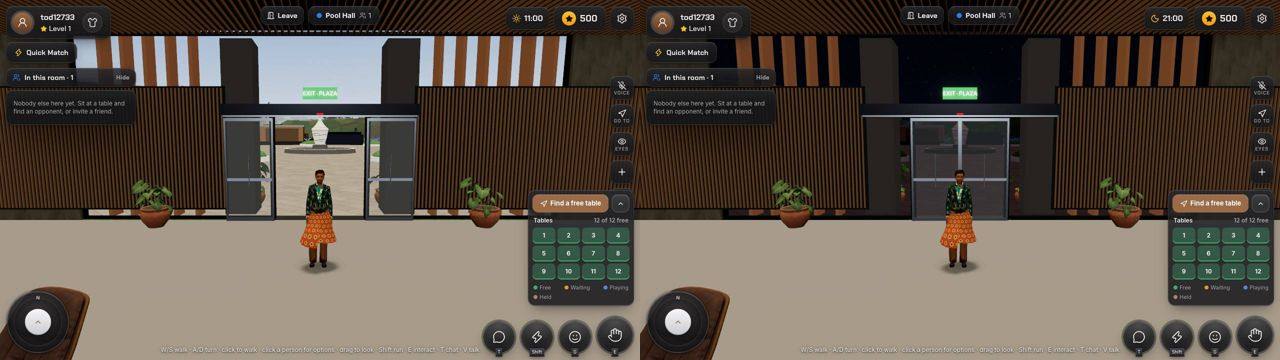 tod12733
Level 1
Leave
Pool Hall 1
11:00
500
Quick Match
In this room · 1
Hide
Nobody else here yet. Sit at a table and
find an opponent, or invite a friend.
EXIT · PLAZA
VOICE
GO TO
EYES
Find a free table
Tables
12 of 12 free
1 2 3 4
5 6 7 8
9 10 11 12
Free
Waiting
Playing
Held
N
W/S walk · A/D turn · click to walk · click a person for options · drag to look · Shift run · E interact · T chat · V talk
T
Shift
E
tod12733
Level 1
Leave
Pool Hall 1
21:00
500
Quick Match
In this room · 1
Hide
Nobody else here yet. Sit at a table and
find an opponent, or invite a friend.
EXIT · PLAZA
VOICE
GO TO
EYES
Find a free table
Tables
12 of 12 free
1 2 3 4
5 6 7 8
9 10 11 12
Free
Waiting
Playing
Held
N
W/S walk · A/D turn · click to walk · click a person for options · drag to look · Shift run · E interact · T chat · V talk
T
Shift
E